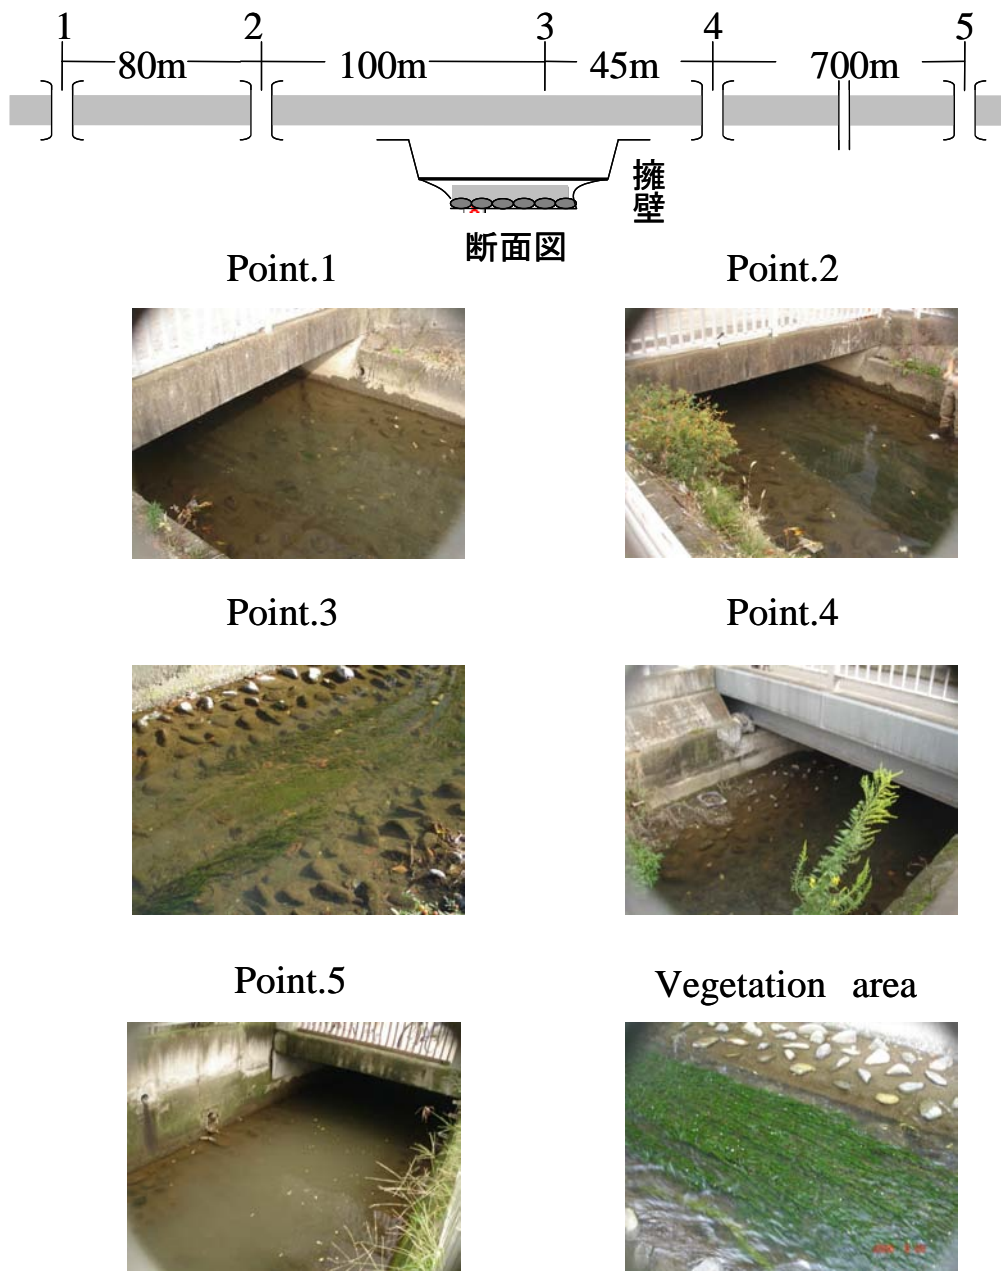 1 2 3 4 5
80m 100m 45m 700m
擁壁
断面図
Point.1 Point.2
Point.3 Point.4
Point.5 Vegetation area